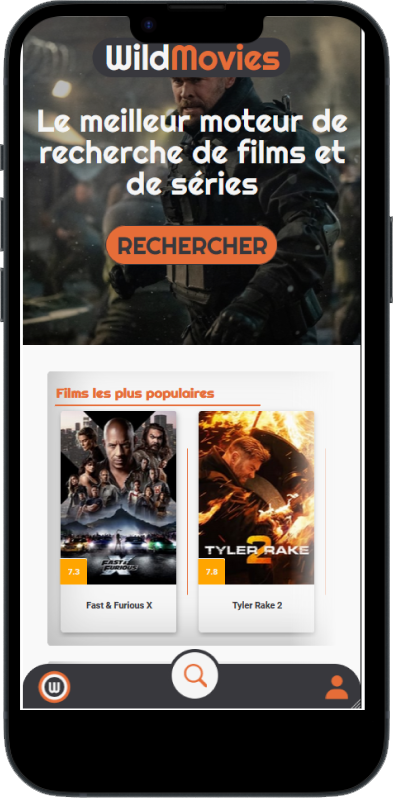 WildMovies
Le meilleur moteur de
recherche de films et
de séries
RECHERCHER
Films les plus populaires
FAST&
FURIOUS
TYLER RAKE
2
7.3
7.8
Fast & Furious X
Tyler Rake 2
W